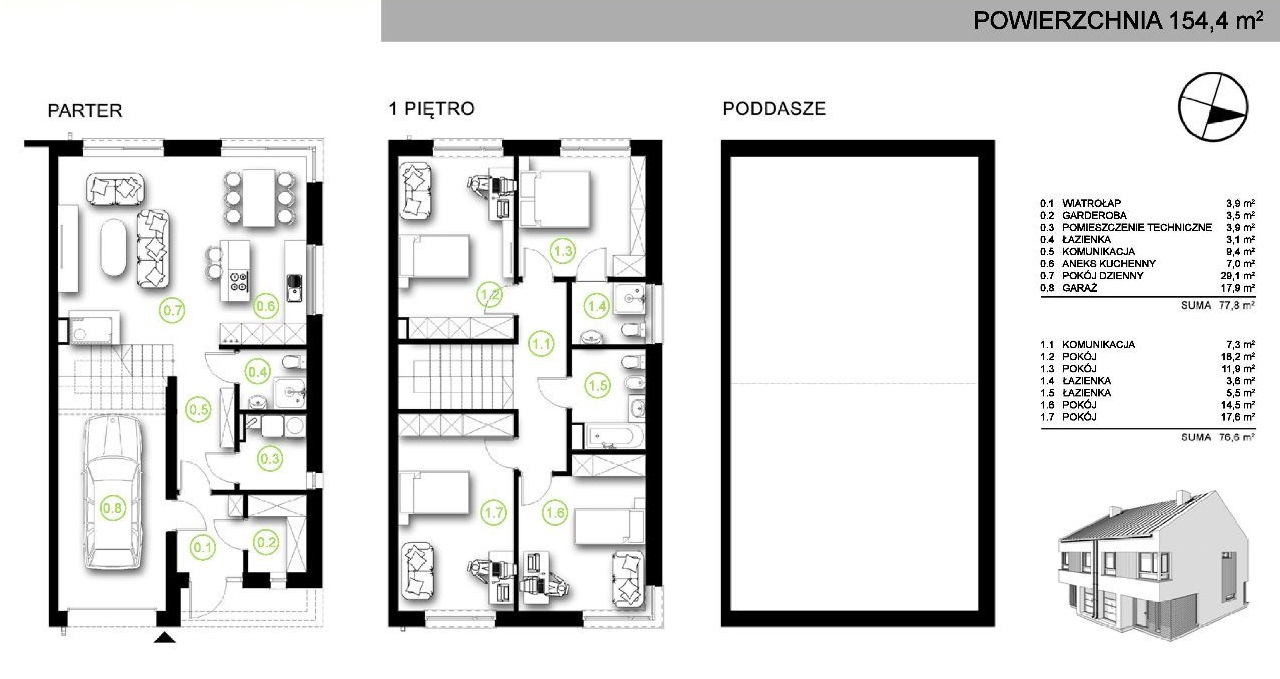 POWIERZCHNIA 154,4 m²
PARTER
1 PIĘTRO
PODDASZE
0.1 WIATROŁAP 3,9 m²
0.2 GARDEROBA 3,5 m²
0.3 POMIESZCZENIE TECHNICZNE 3,9 m²
0.4 ŁAZIENKA 3,1 m²
0.5 KOMUNIKACJA 9,4 m²
0.6 ANEKS KUCHENNY 7,0 m²
0.7 POKÓJ DZIENNY 29,1 m²
0.8 GARAŻ 17,9 m²
SUMA 77,8 m²
1.1 KOMUNIKACJA 7,3 m²
1.2 POKÓJ 16,2 m²
1.3 POKÓJ 11,9 m²
1.4 ŁAZIENKA 3,6 m²
1.5 ŁAZIENKA 5,5 m²
1.6 POKÓJ 14,5 m²
1.7 POKÓJ 17,6 m²
SUMA 76,6 m²
0.7
0.6
0.4
0.5
0.3
0.8
0.1
0.2
1.3
1.2
1.4
1.1
1.5
1.7
1.6